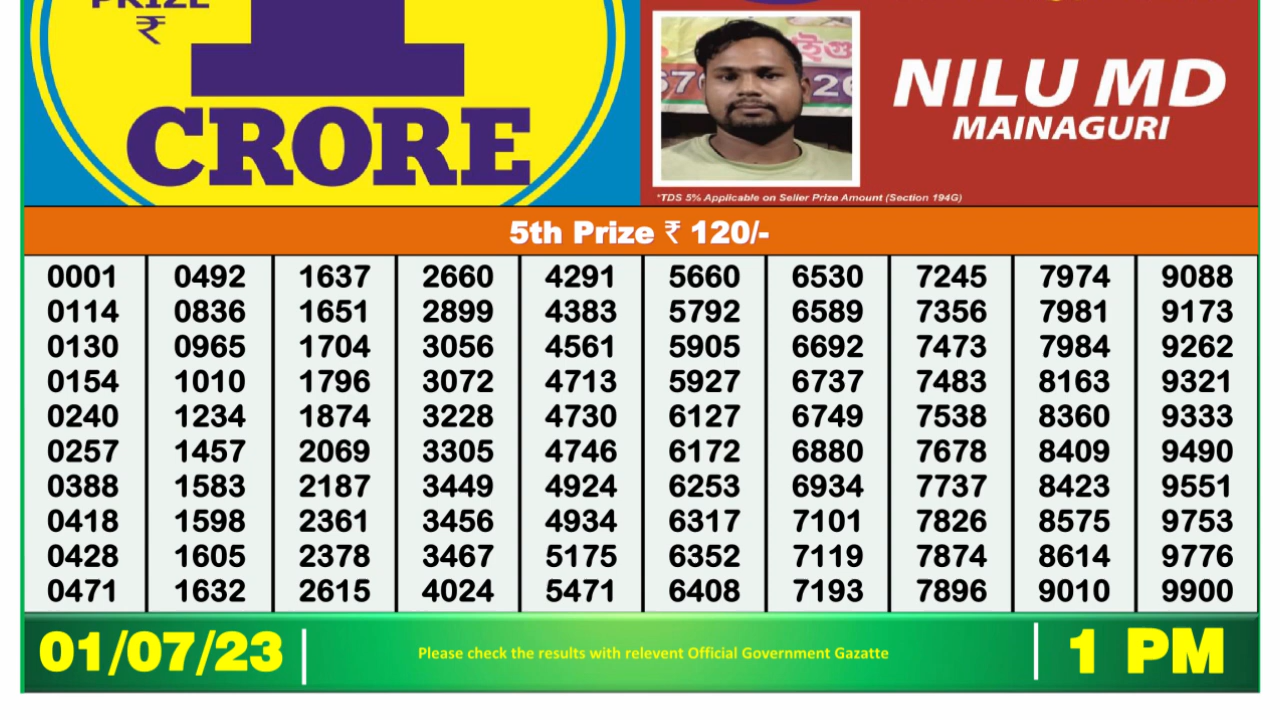 PRIZE
₹
1
CRORE
NILU MD
MAINAGURI
*TDS 5% Applicable on Seller Prize Amount (Section 194G)
5th Prize ₹ 120/-
0001 0492 1637 2660 4291 5660 6530 7245 7974 9088
0114 0836 1651 2899 4383 5792 6589 7356 7981 9173
0130 0965 1704 3056 4561 5905 6692 7473 7984 9262
0154 1010 1796 3072 4713 5927 6737 7483 8163 9321
0240 1234 1874 3228 4730 6127 6749 7538 8360 9333
0257 1457 2069 3305 4746 6172 6880 7678 8409 9490
0388 1583 2187 3449 4924 6253 6934 7737 8423 9551
0418 1598 2361 3456 4934 6317 7101 7826 8575 9753
0428 1605 2378 3467 5175 6352 7119 7874 8614 9776
0471 1632 2615 4024 5471 6408 7193 7896 9010 9900
01/07/23
Please check the results with relevent Official Government Gazatte
1 PM